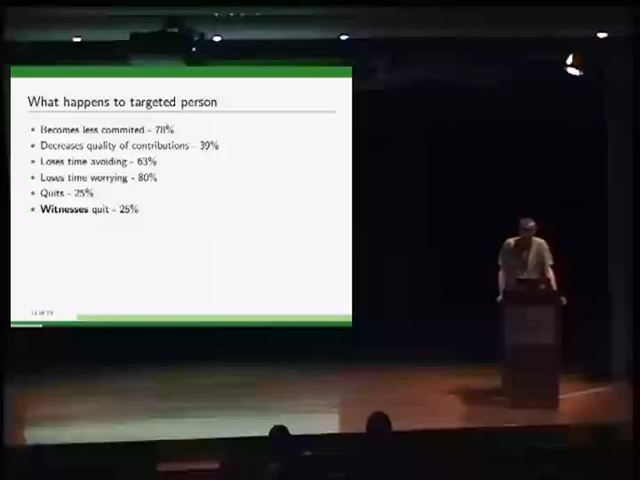 What happens to targeted person
Becomes less commited - 78%
Decreases quality of contributions - 39%
Loses time avoiding - 63%
Loses time worrying - 80%
Quits - 25%
Witnesses quit - 25%